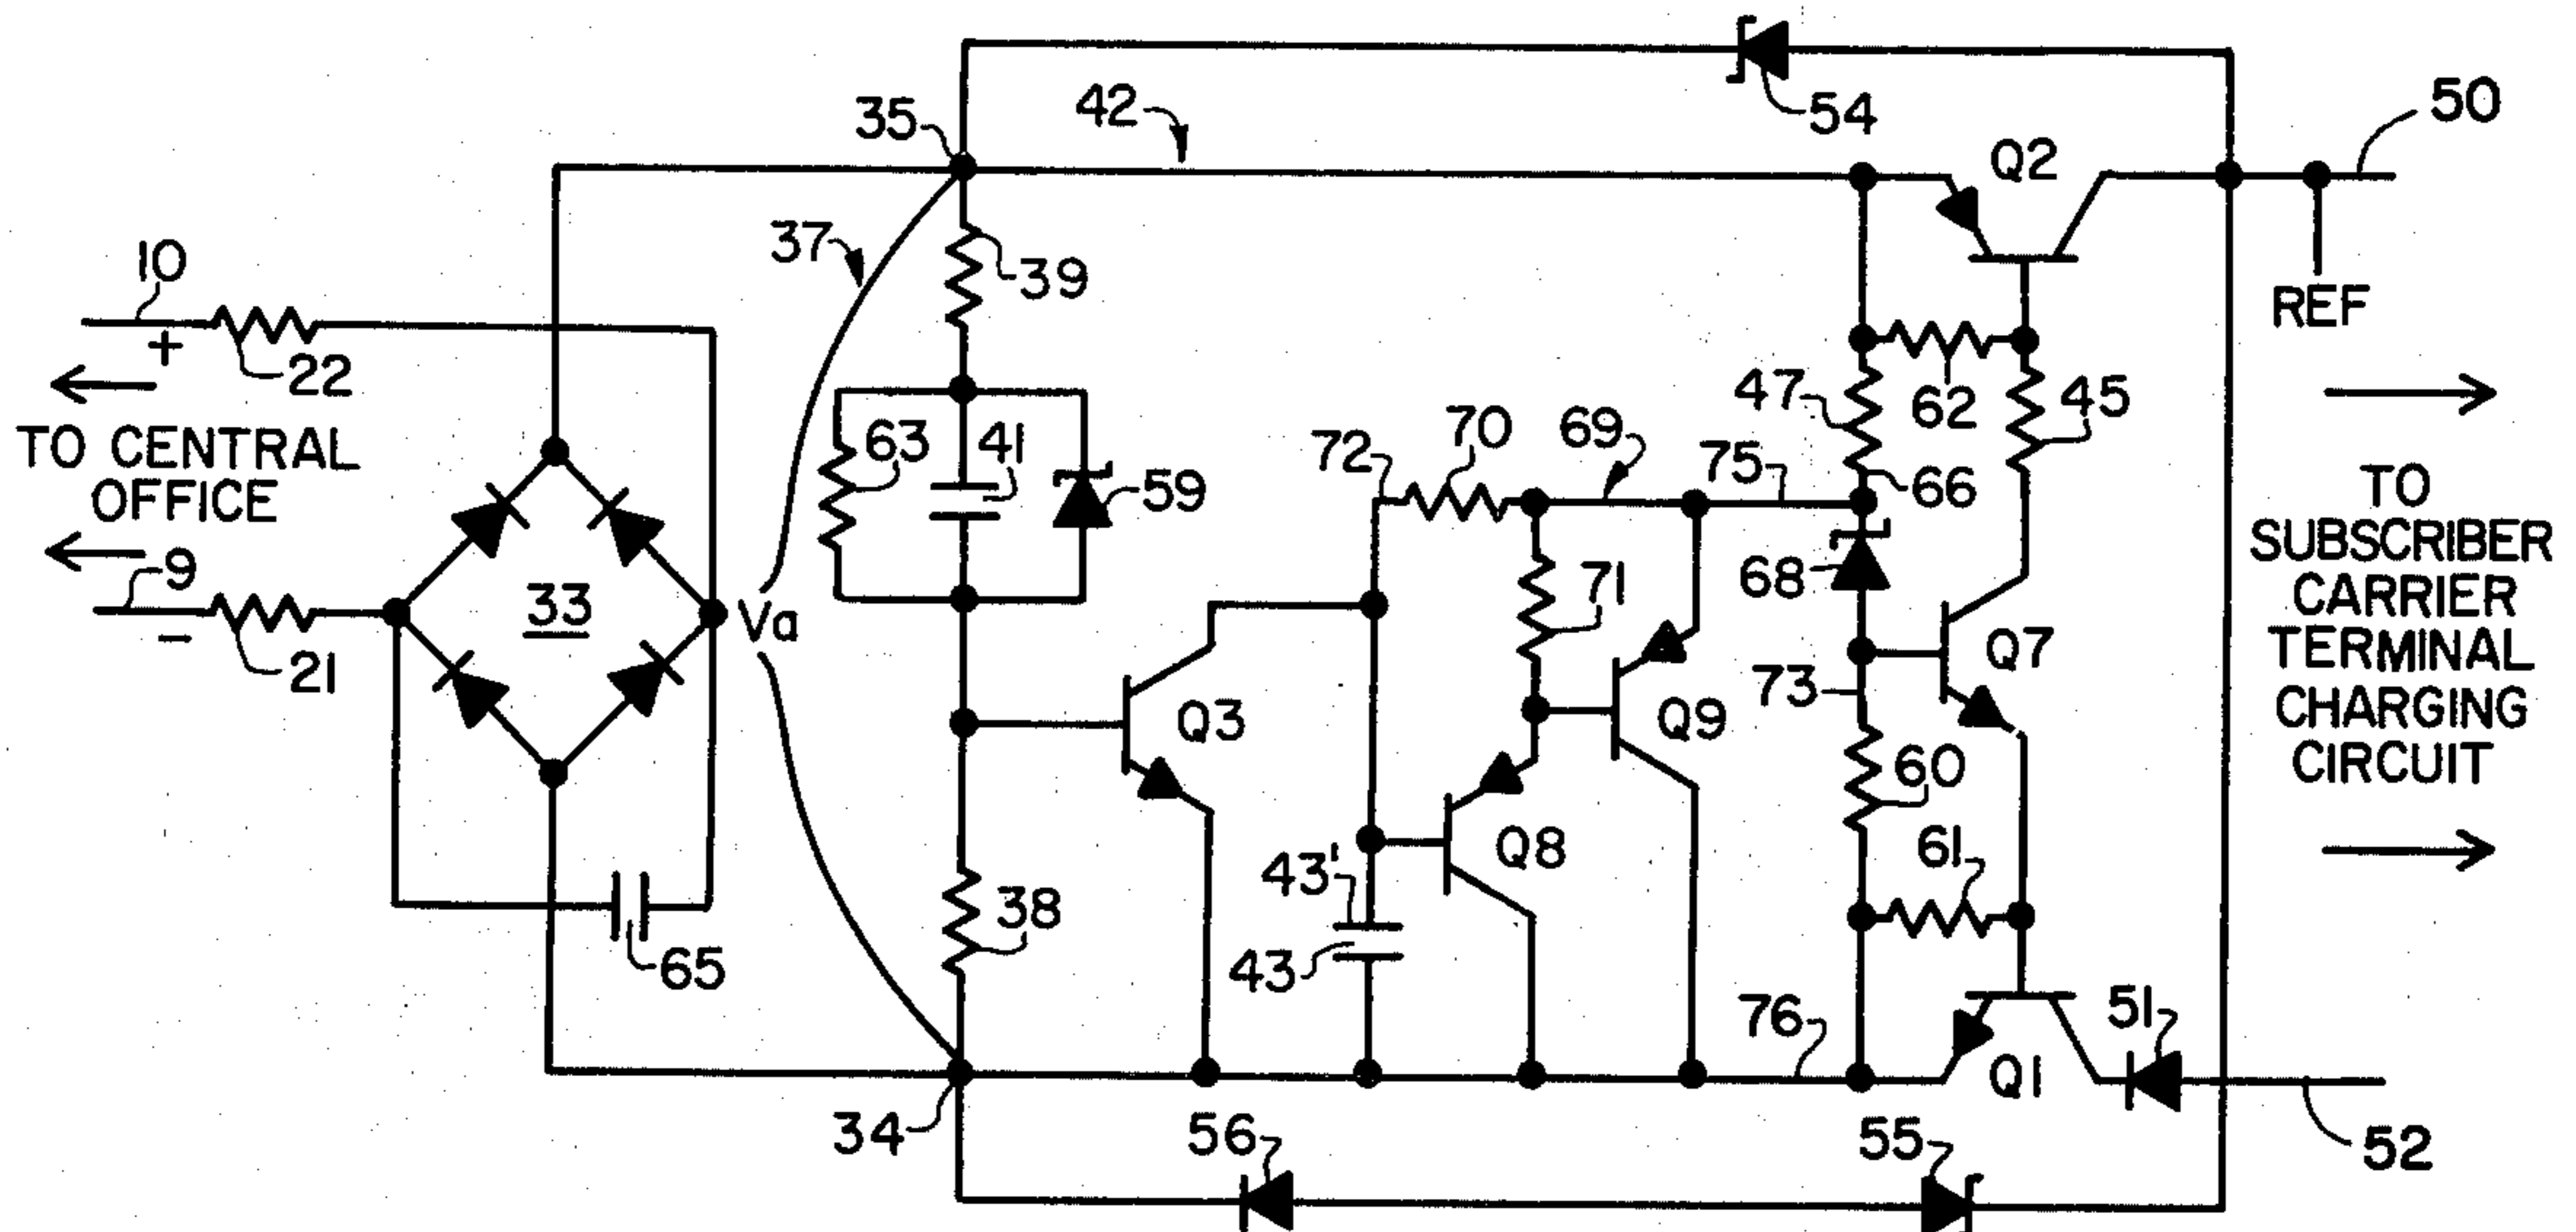 54
35
42
50
Q2
37
10
+
39
REF
22
TO CENTRAL
OFFICE
63
41
59
72
70
69
75
47
62
45
66
TO
SUBSCRIBER
CARRIER
TERMINAL
CHARGING
CIRCUIT
9
-
21
33
Va
71
68
Q7
73
Q3
Q9
60
61
Q8
43'
43
38
65
76
51
Q1
34
56
55
52